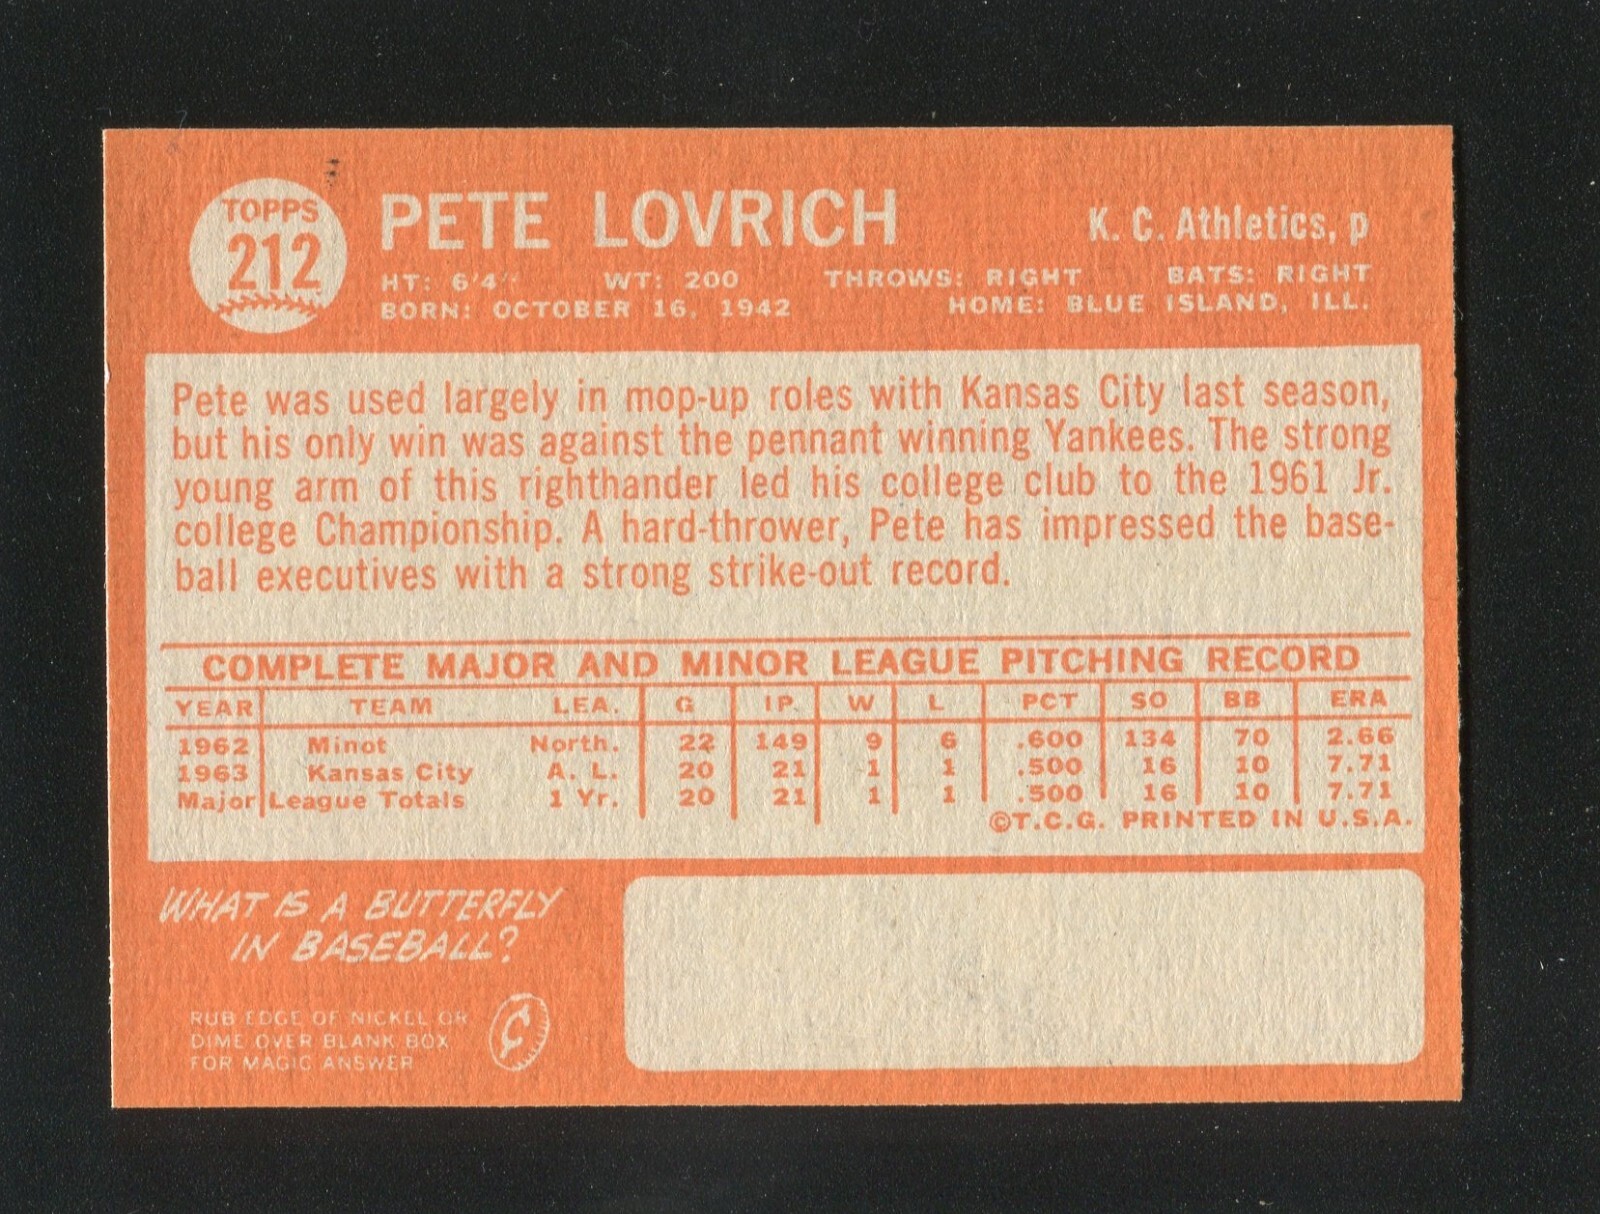 TOPPS
212
PETE LOVRICH
K. C. Athletics, p
HT: 6'4" WT: 200 THROWS: RIGHT BATS: RIGHT
BORN: OCTOBER 16, 1942 HOME: BLUE ISLAND, ILL.
Pete was used largely in mop-up roles with Kansas City last season,
but his only win was against the pennant winning Yankees. The strong
young arm of this righthander led his college club to the 1961 Jr.
college Championship. A hard-thrower, Pete has impressed the base-
ball executives with a strong strike-out record.
COMPLETE MAJOR AND MINOR LEAGUE PITCHING RECORD
YEAR TEAM LEA. G IP. W L PCT SO BB ERA
1962 Minot North. 22 149 9 6 .600 134 70 2.66
1963 Kansas City A. L. 20 21 1 1 .500 16 10 7.71
Major League Totals 1 Yr. 20 21 1 1 .500 16 10 7.71
©T.C.G. PRINTED IN U.S.A.
WHAT IS A BUTTERFLY
IN BASEBALL?
RUB EDGE OF NICKEL OR
DIME OVER BLANK BOX
FOR MAGIC ANSWER
¢